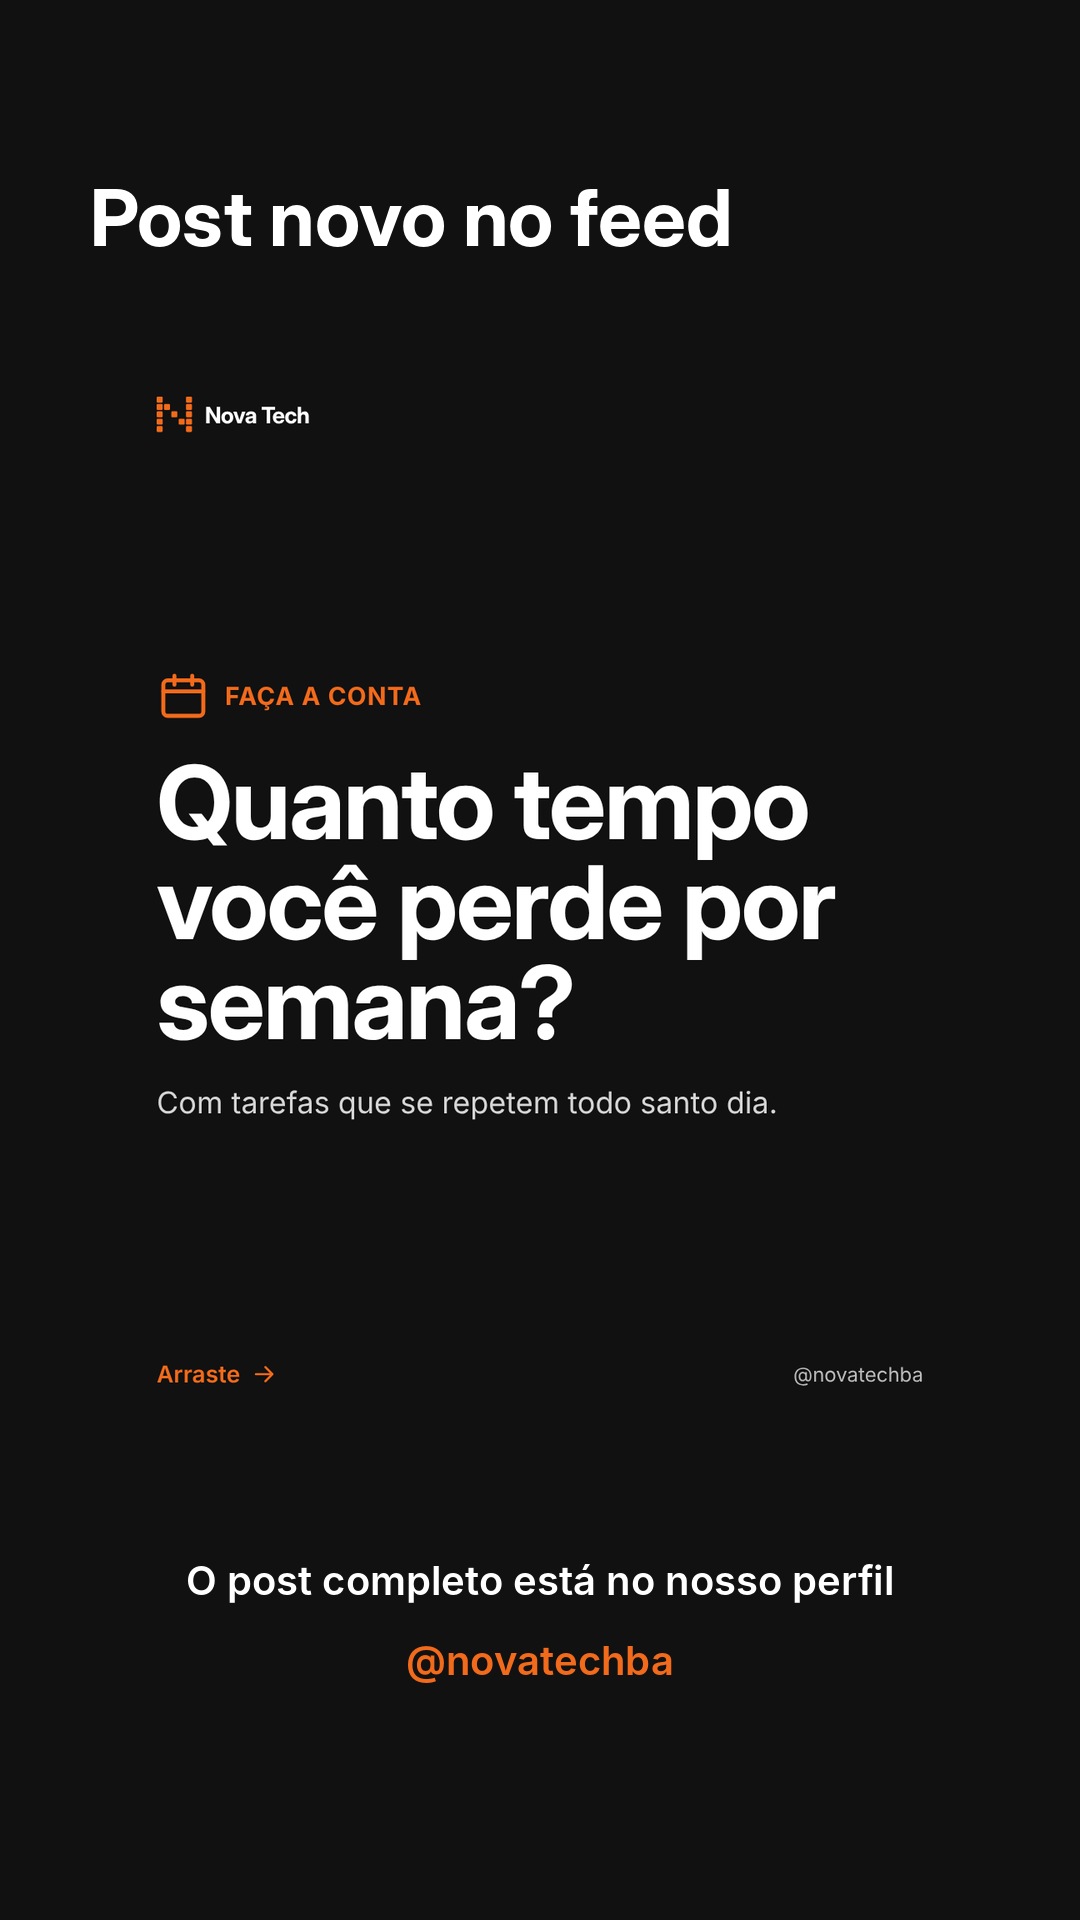 Post novo no feed
Nova Tech
FAÇA A CONTA
Quanto tempo
você perde por
semana?
Com tarefas que se repetem todo santo dia.
Arraste →
@novatechba
O post completo está no nosso perfil
@novatechba